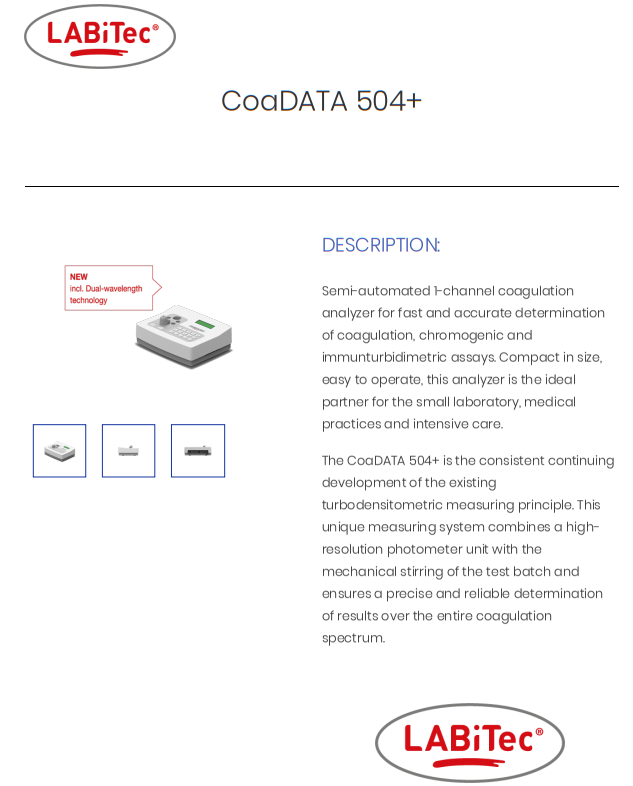 LABiTec®
CoaDATA 504+
NEW
incl. Dual-wavelength
technology
DESCRIPTION:
Semi-automated 1-channel coagulation
analyzer for fast and accurate determination
of coagulation, chromogenic and
immunturbidimetric assays. Compact in size,
easy to operate, this analyzer is the ideal
partner for the small laboratory, medical
practices and intensive care.
The CoaDATA 504+ is the consistent continuing
development of the existing
turbodensitometric measuring principle. This
unique measuring system combines a high-
resolution photometer unit with the
mechanical stirring of the test batch and
ensures a precise and reliable determination
of results over the entire coagulation
spectrum.
LABiTec®